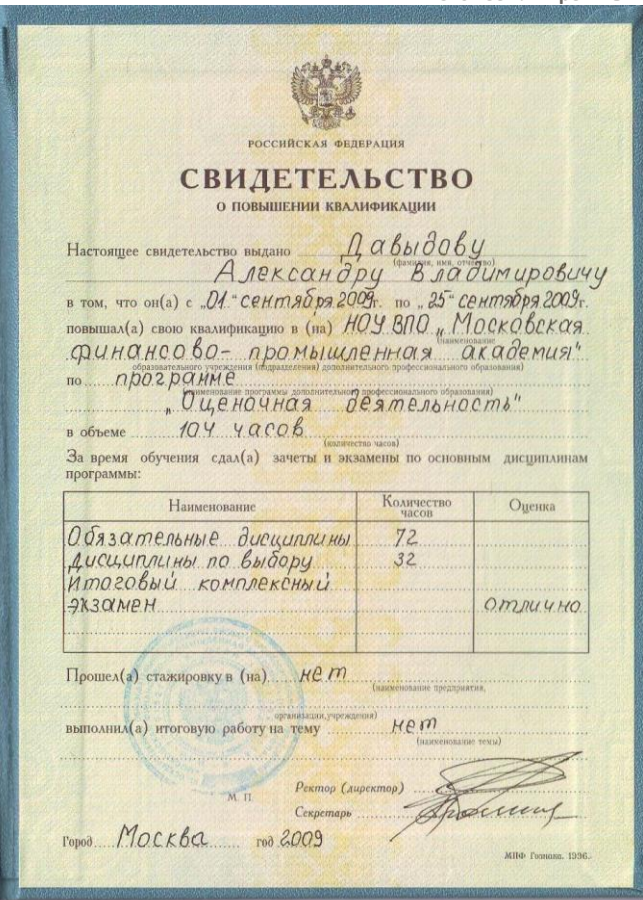 РОССИЙСКАЯ ФЕДЕРАЦИЯ
СВИДЕТЕЛЬСТВО
О ПОВЫШЕНИИ КВАЛИФИКАЦИИ
Настоящее свидетельство выдано Давыдову
(фамилия, имя, отчество)
Александру Владимировичу
в том, что он(а) с „01" сентября 2009г. по „25" сентября 2009г.
повышал(а) свою квалификацию в (на) НОУ ВПО „Московская
(наименование
финансово- промышленная академия"
образовательного учреждения (подразделения) дополнительного профессионального образования)
по программе
(наименование программы дополнительного профессионального образования)
„Оценочная деятельность"
в объеме 104 часов
(количество часов)
За время обучения сдал(а) зачеты и экзамены по основным дисциплинам
программы:
Наименование Количество часов Оценка
Обязательные дисциплины 72
Дисциплины по выбору 32
Итоговый комплексный
экзамен отлично
Прошел(а) стажировку в (на) нет
(наименование предприятия,
организации, учреждения)
выполнил(а) итоговую работу на тему нет
(наименование темы)
Ректор (директор)
М. П.
Секретарь
Город Москва год 2009
МПФ Гознака. 1996.